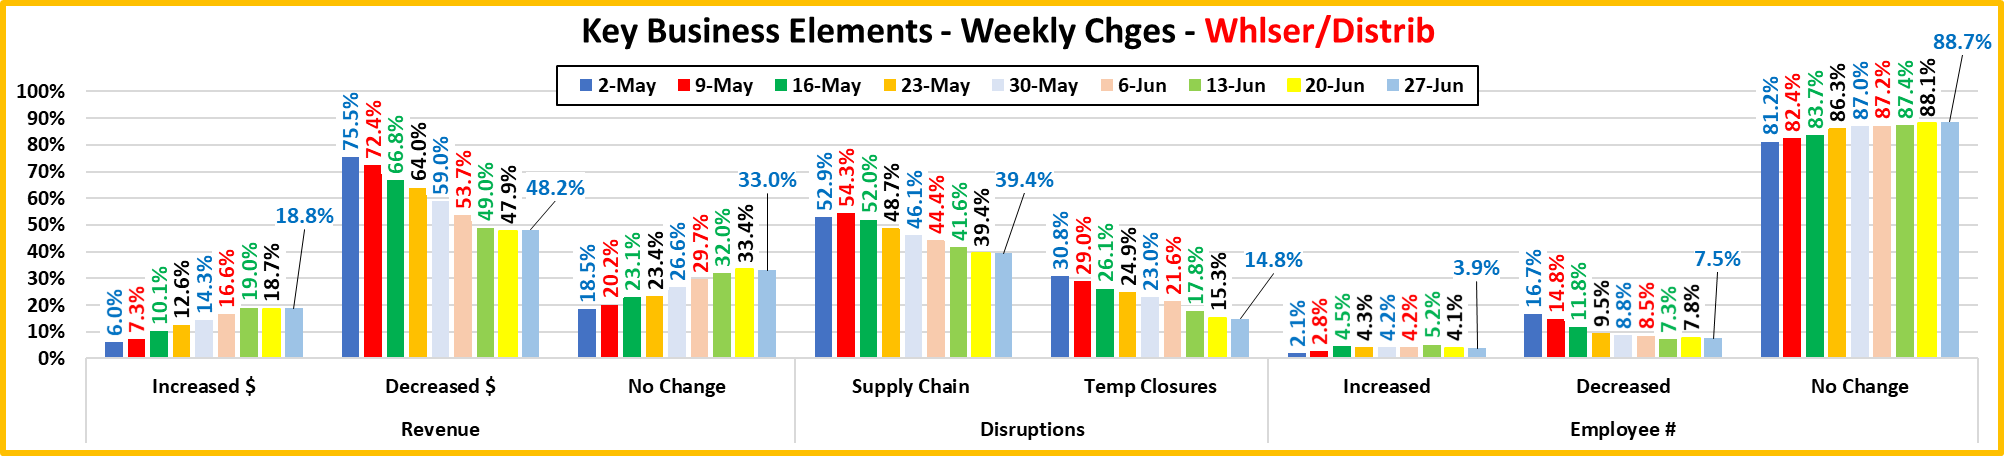 Key Business Elements - Weekly Chges - Whlser/Distrib
2-May 9-May 16-May 23-May 30-May 6-Jun 13-Jun 20-Jun 27-Jun
100%
90%
80%
70%
60%
50%
40%
30%
20%
10%
0%
6.0% 7.3% 10.1% 12.6% 14.3% 16.6% 19.0% 18.7% 18.8%
75.5% 72.4% 66.8% 64.0% 59.0% 53.7% 49.0% 47.9% 48.2%
18.5% 20.2% 23.1% 23.4% 26.6% 29.7% 32.0% 33.4% 33.0%
52.9% 54.3% 52.0% 48.7% 46.1% 44.4% 41.6% 39.4% 39.4%
30.8% 29.0% 26.1% 24.9% 23.0% 21.6% 17.8% 15.3% 14.8%
2.1% 2.8% 4.5% 4.3% 4.2% 4.2% 5.2% 4.1% 3.9%
16.7% 14.8% 11.8% 9.5% 8.8% 8.5% 7.3% 7.8% 7.5%
81.2% 82.4% 83.7% 86.3% 87.0% 87.2% 87.4% 88.1% 88.7%
Increased $ Decreased $ No Change Supply Chain Temp Closures Increased Decreased No Change
Revenue Disruptions Employee #